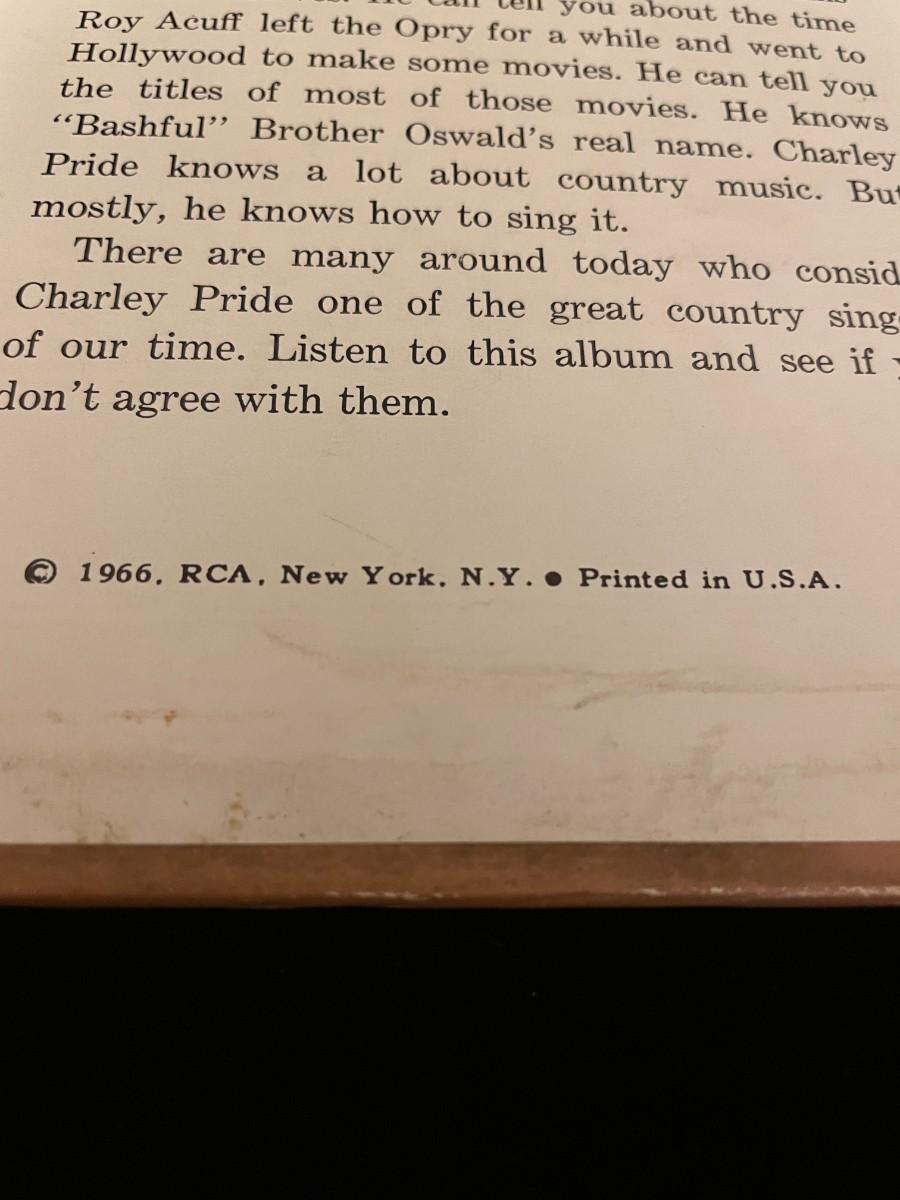 tell you about the time
Roy Acuff left the Opry for a while and went to
Hollywood to make some movies. He can tell you
the titles of most of those movies. He knows
“Bashful” Brother Oswald’s real name. Charley
Pride knows a lot about country music. But
mostly, he knows how to sing it.
There are many around today who consid
Charley Pride one of the great country sing
of our time. Listen to this album and see if
don’t agree with them.
© 1966, RCA, New York, N.Y. ● Printed in U.S.A.